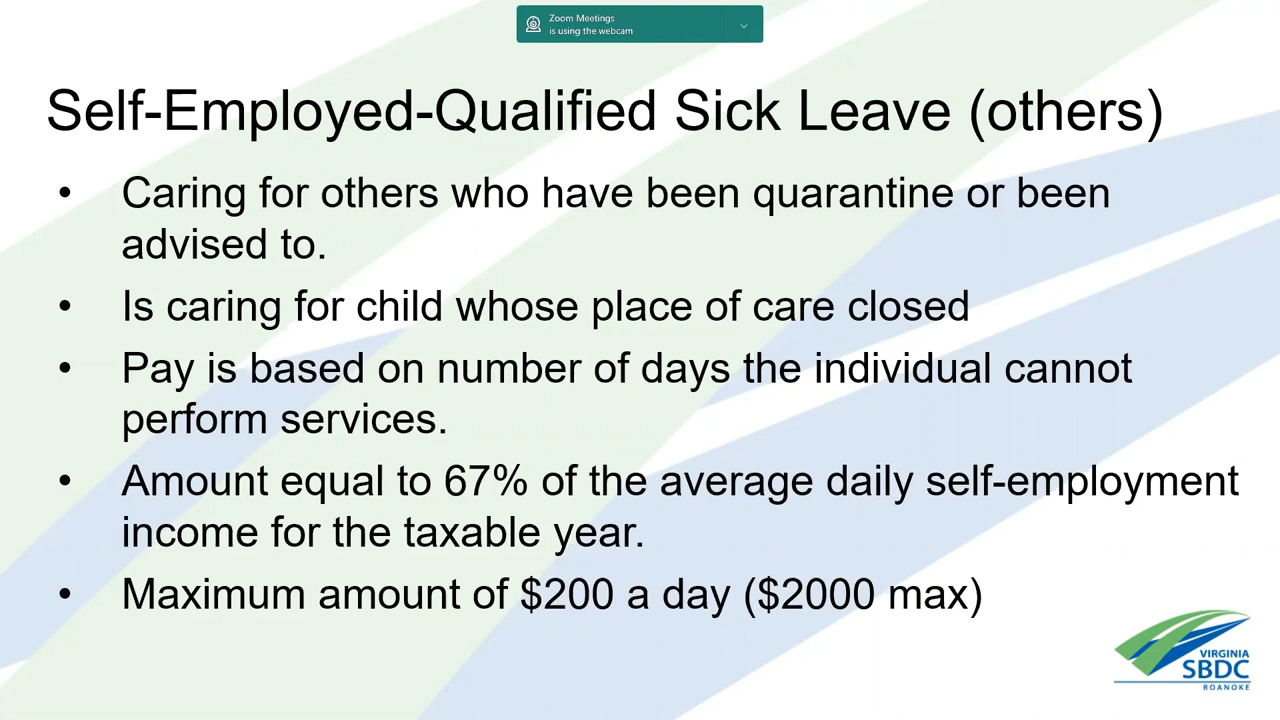 Zoom Meetings
is using the webcam
Self-Employed-Qualified Sick Leave (others)
• Caring for others who have been quarantine or been
advised to.
• Is caring for child whose place of care closed
• Pay is based on number of days the individual cannot
perform services.
• Amount equal to 67% of the average daily self-employment
income for the taxable year.
• Maximum amount of $200 a day ($2000 max)
VIRGINIA
SBDC
ROANOKE